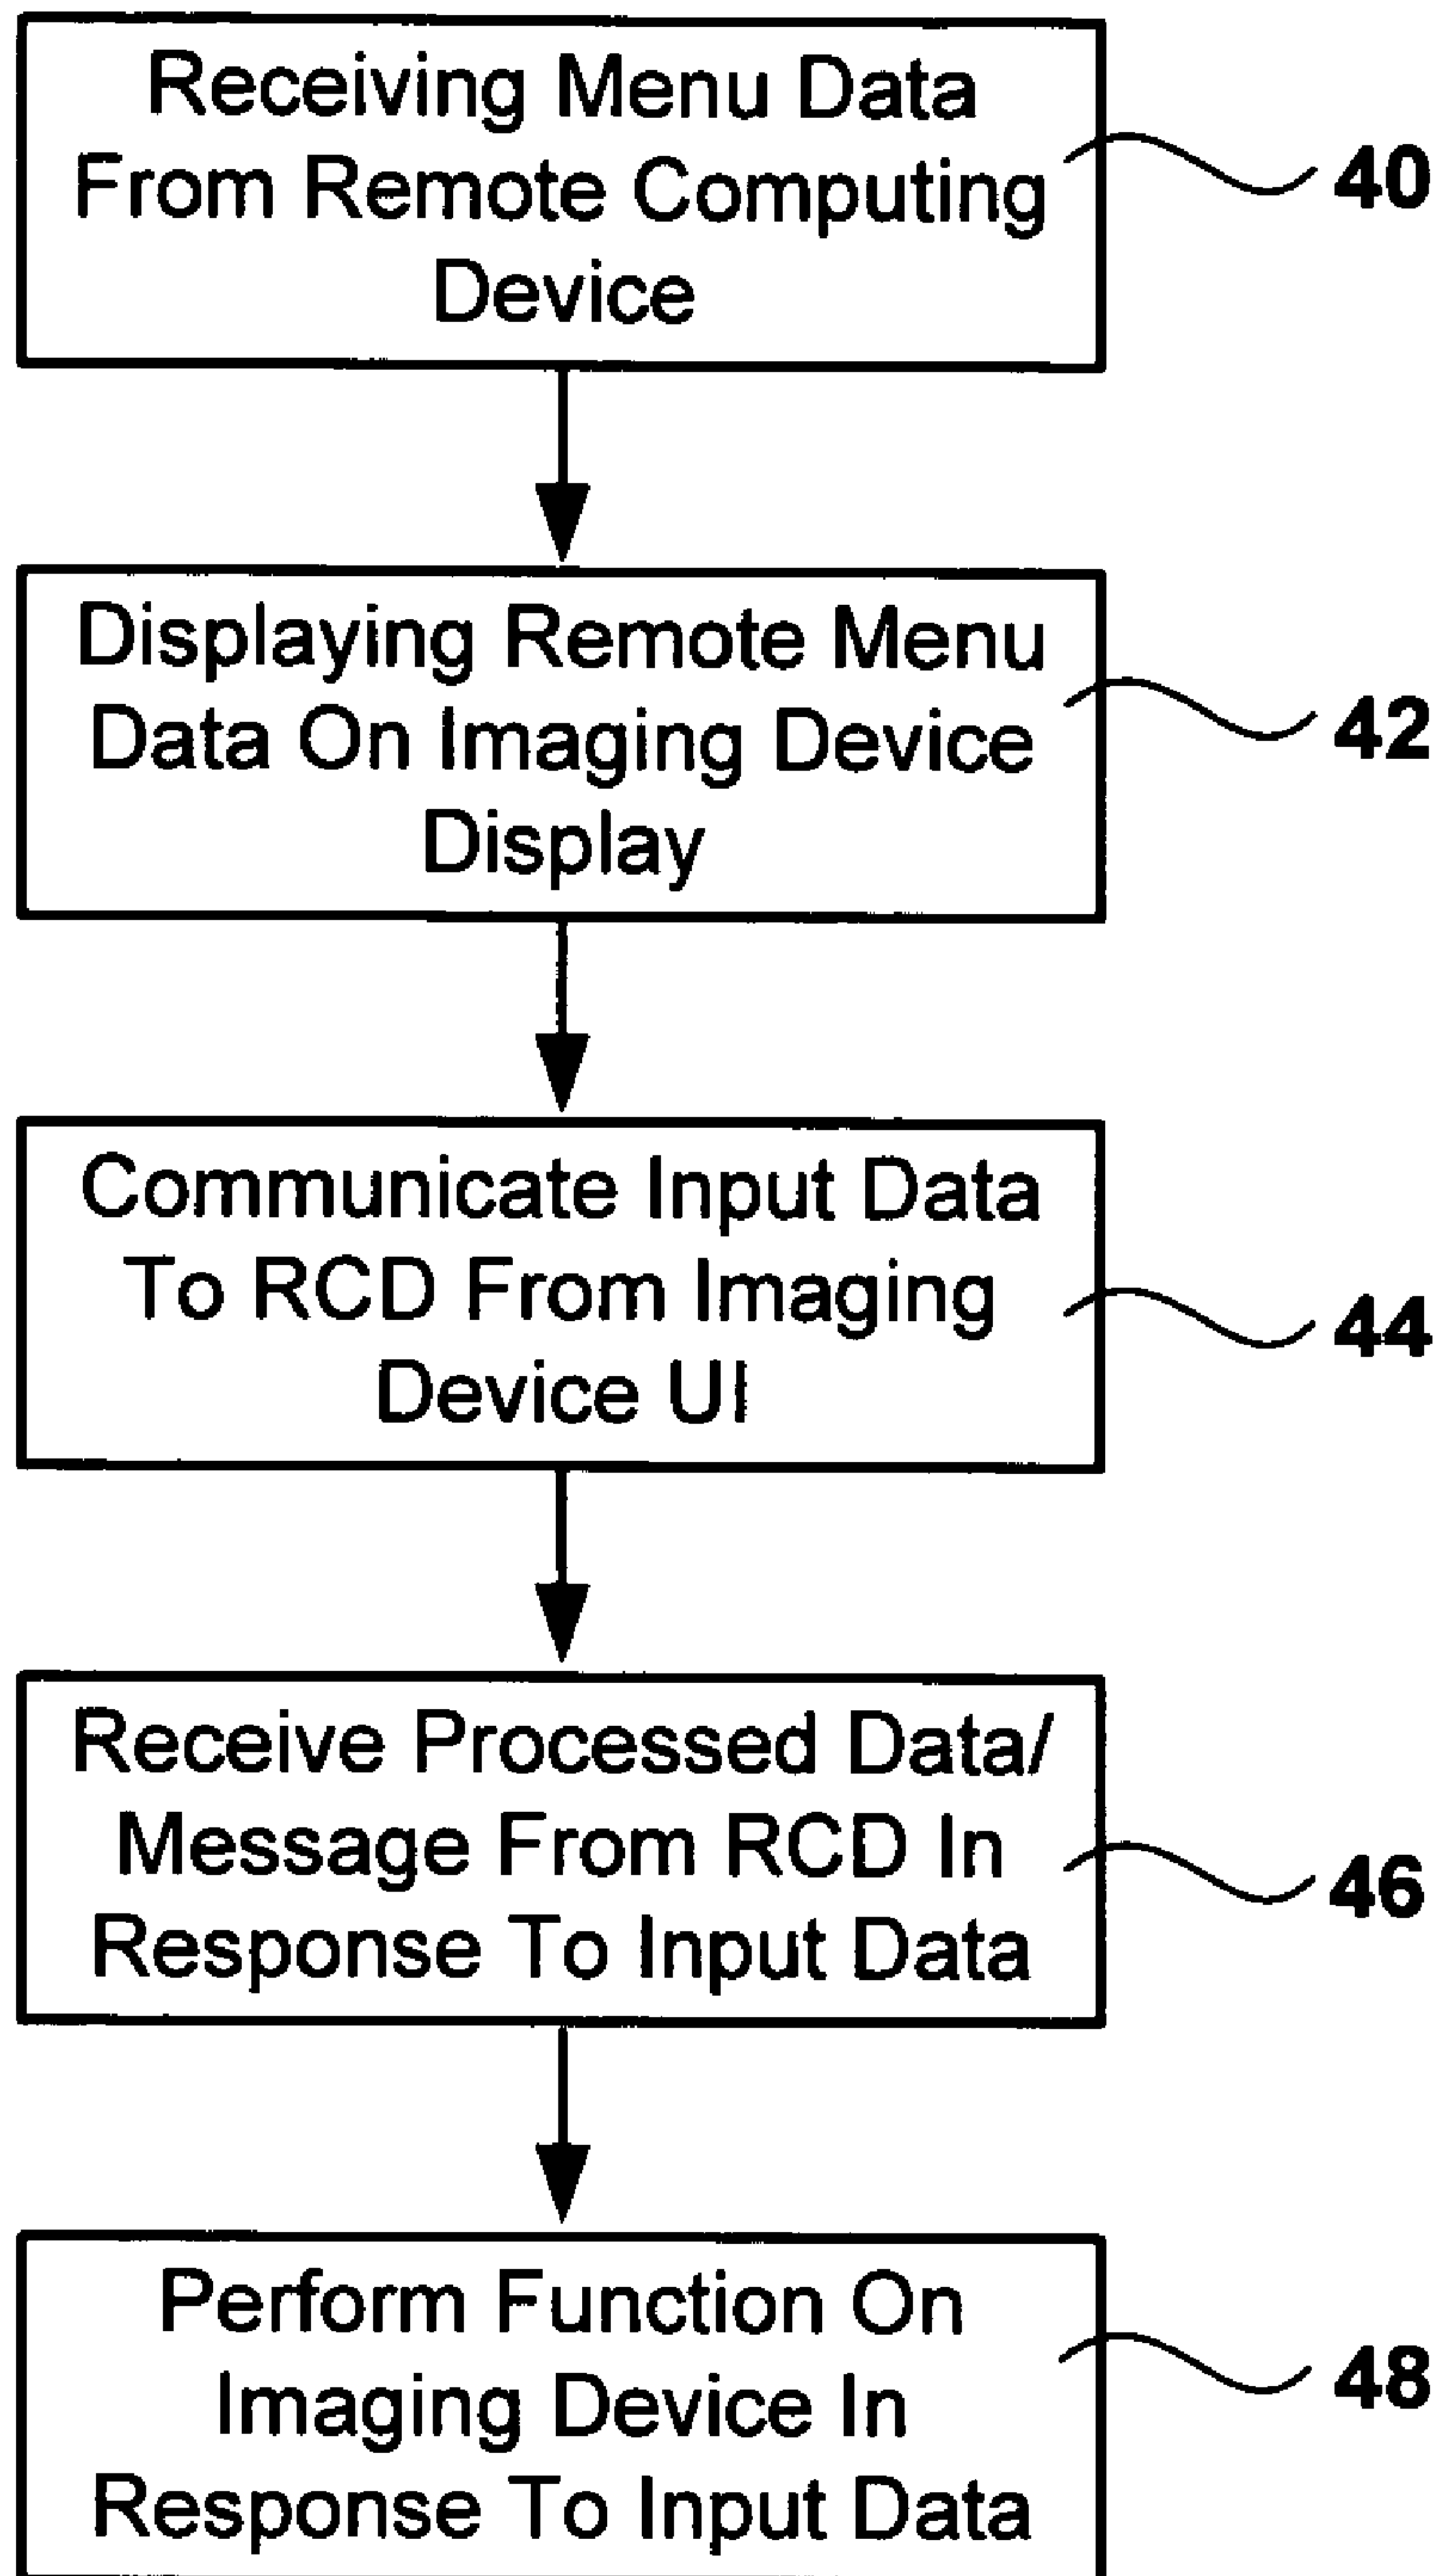 Receiving Menu Data
From Remote Computing
Device
40
Displaying Remote Menu
Data On Imaging Device
Display
42
Communicate Input Data
To RCD From Imaging
Device UI
44
Receive Processed Data/
Message From RCD In
Response To Input Data
46
Perform Function On
Imaging Device In
Response To Input Data
48